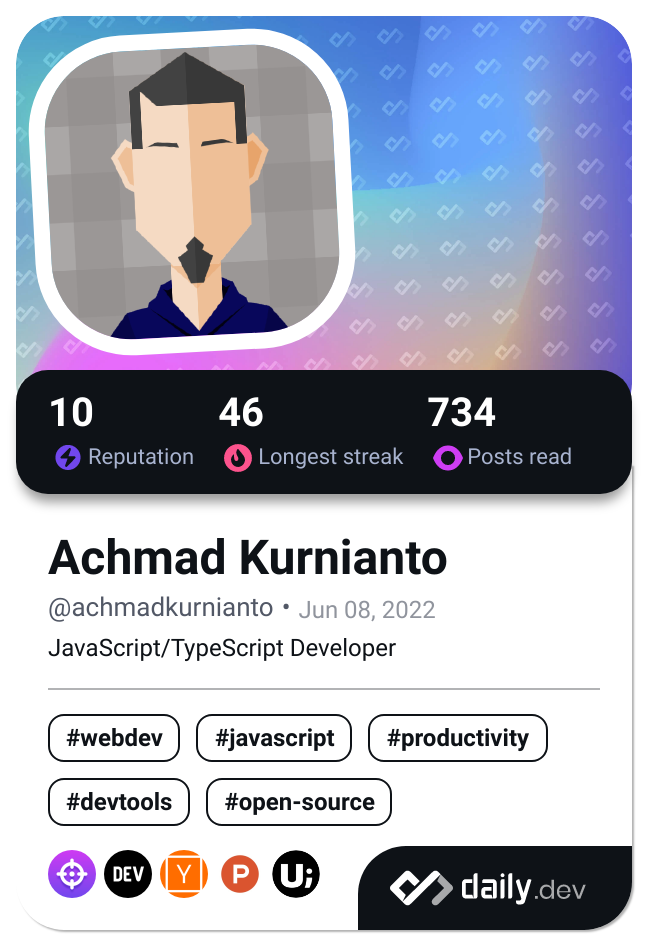 10 46 734
Reputation Longest streak Posts read
Achmad Kurnianto
@achmadkurnianto • Jun 08, 2022
JavaScript/TypeScript Developer
#webdev #javascript #productivity
#devtools #open-source
DEV Y P U;
daily.dev